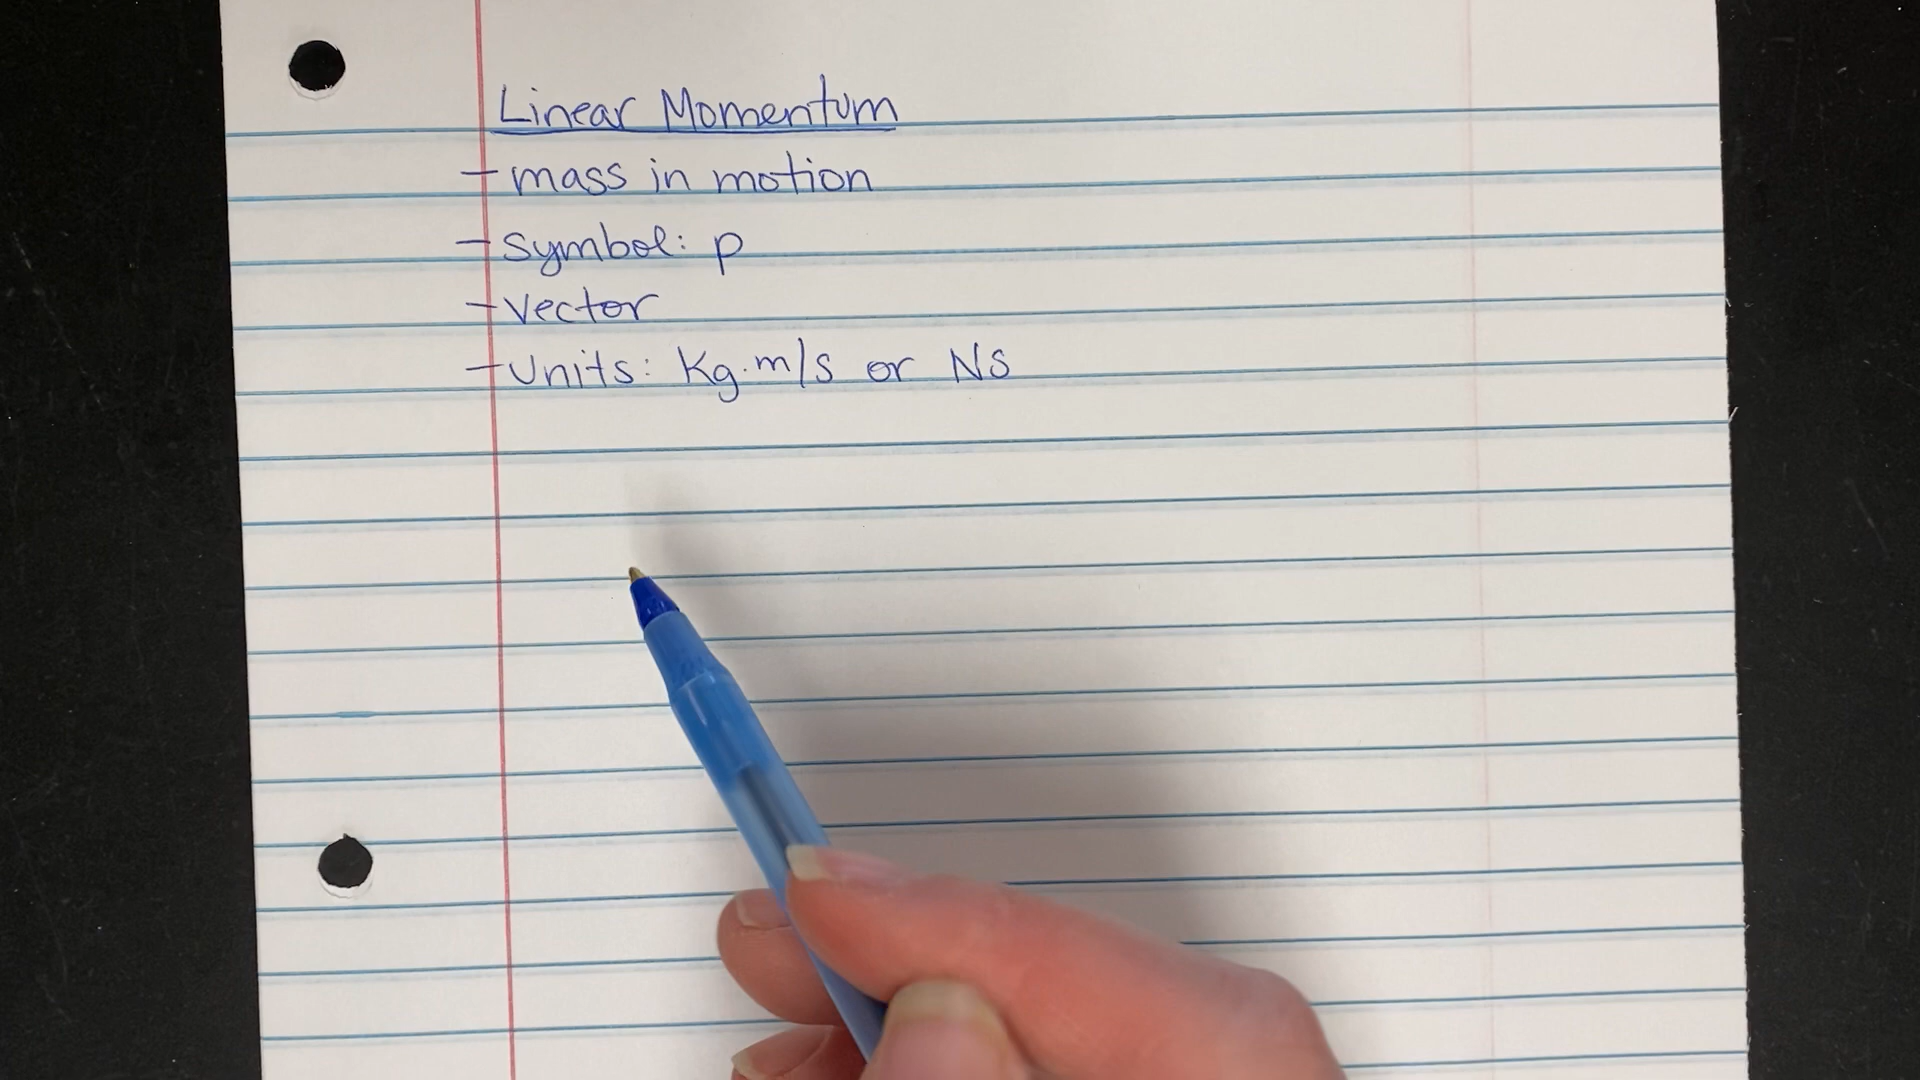 Linear Momentum
- mass in motion
- symbol: p
- vector
- Units: Kg·m/s or Ns